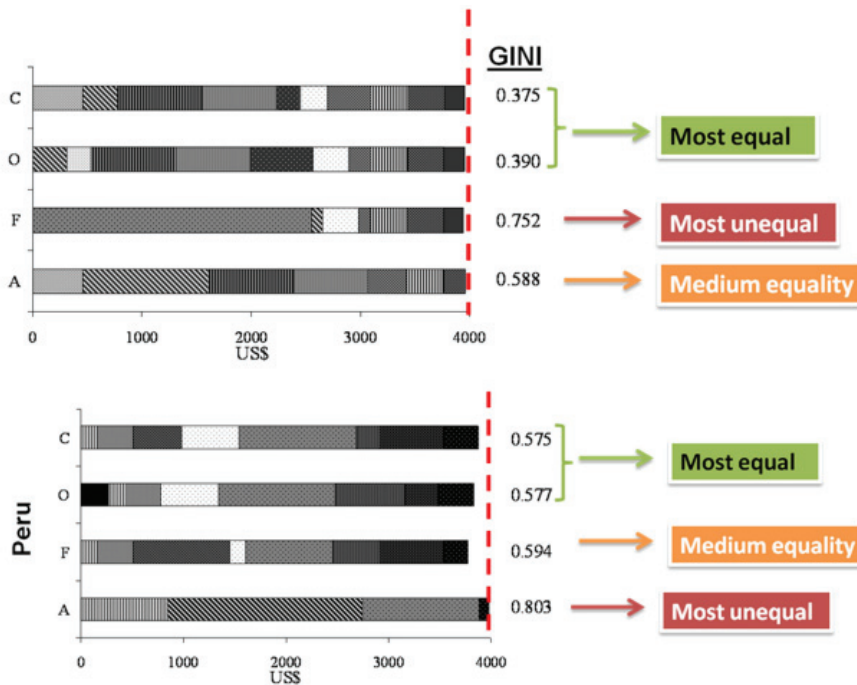 GINI
C
0.375
Most equal
O
0.390
F
0.752
Most unequal
A
0.588
Medium equality
0 1000 2000 3000 4000
US$
Peru
C
0.575
Most equal
O
0.577
F
0.594
Medium equality
A
0.803
Most unequal
0 1000 2000 3000 4000
US$